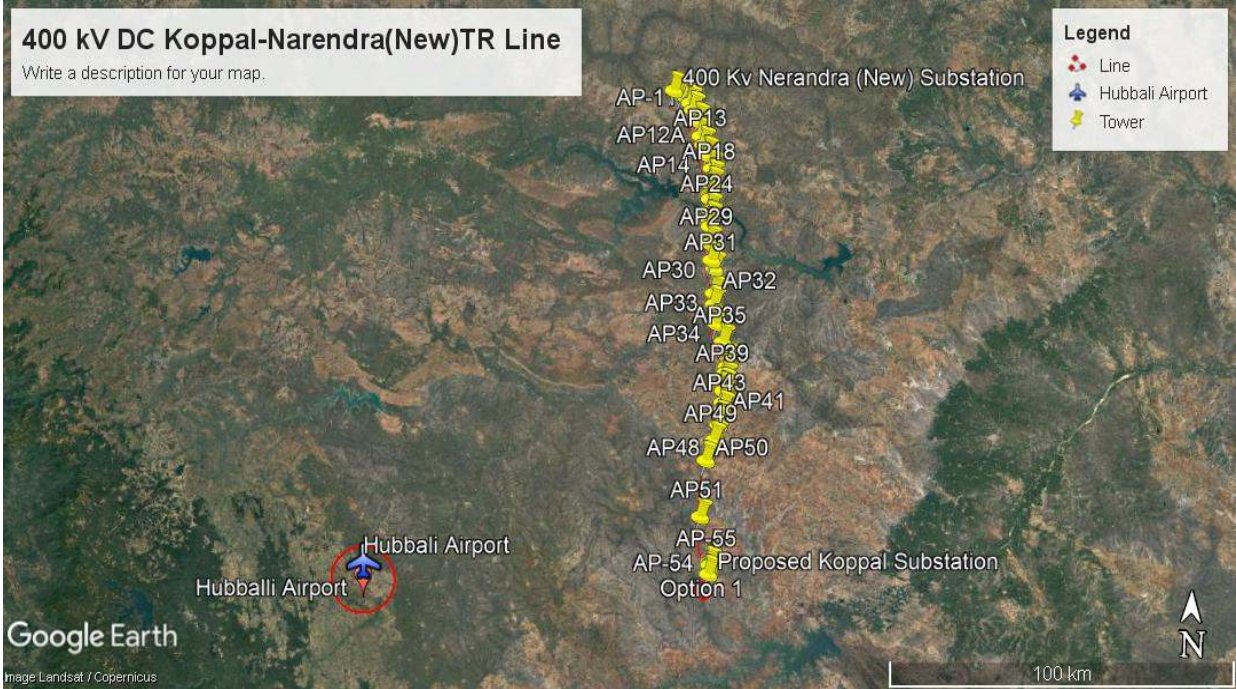 400 kV DC Koppal-Narendra(New)TR Line
Write a description for your map.
Legend
Line
Hubbali Airport
Tower
400 Kv Nerandra (New) Substation
AP-1
AP13
AP12A
AP18
AP14
AP24
AP29
AP31
AP30
AP32
AP33
AP35
AP34
AP39
AP43
AP41
AP49
AP48
AP50
AP51
AP-55
Hubbali Airport
AP-54
Proposed Koppal Substation
Hubballi Airport
Option 1
Google Earth
N
100 km
Image Landsat / Copernicus